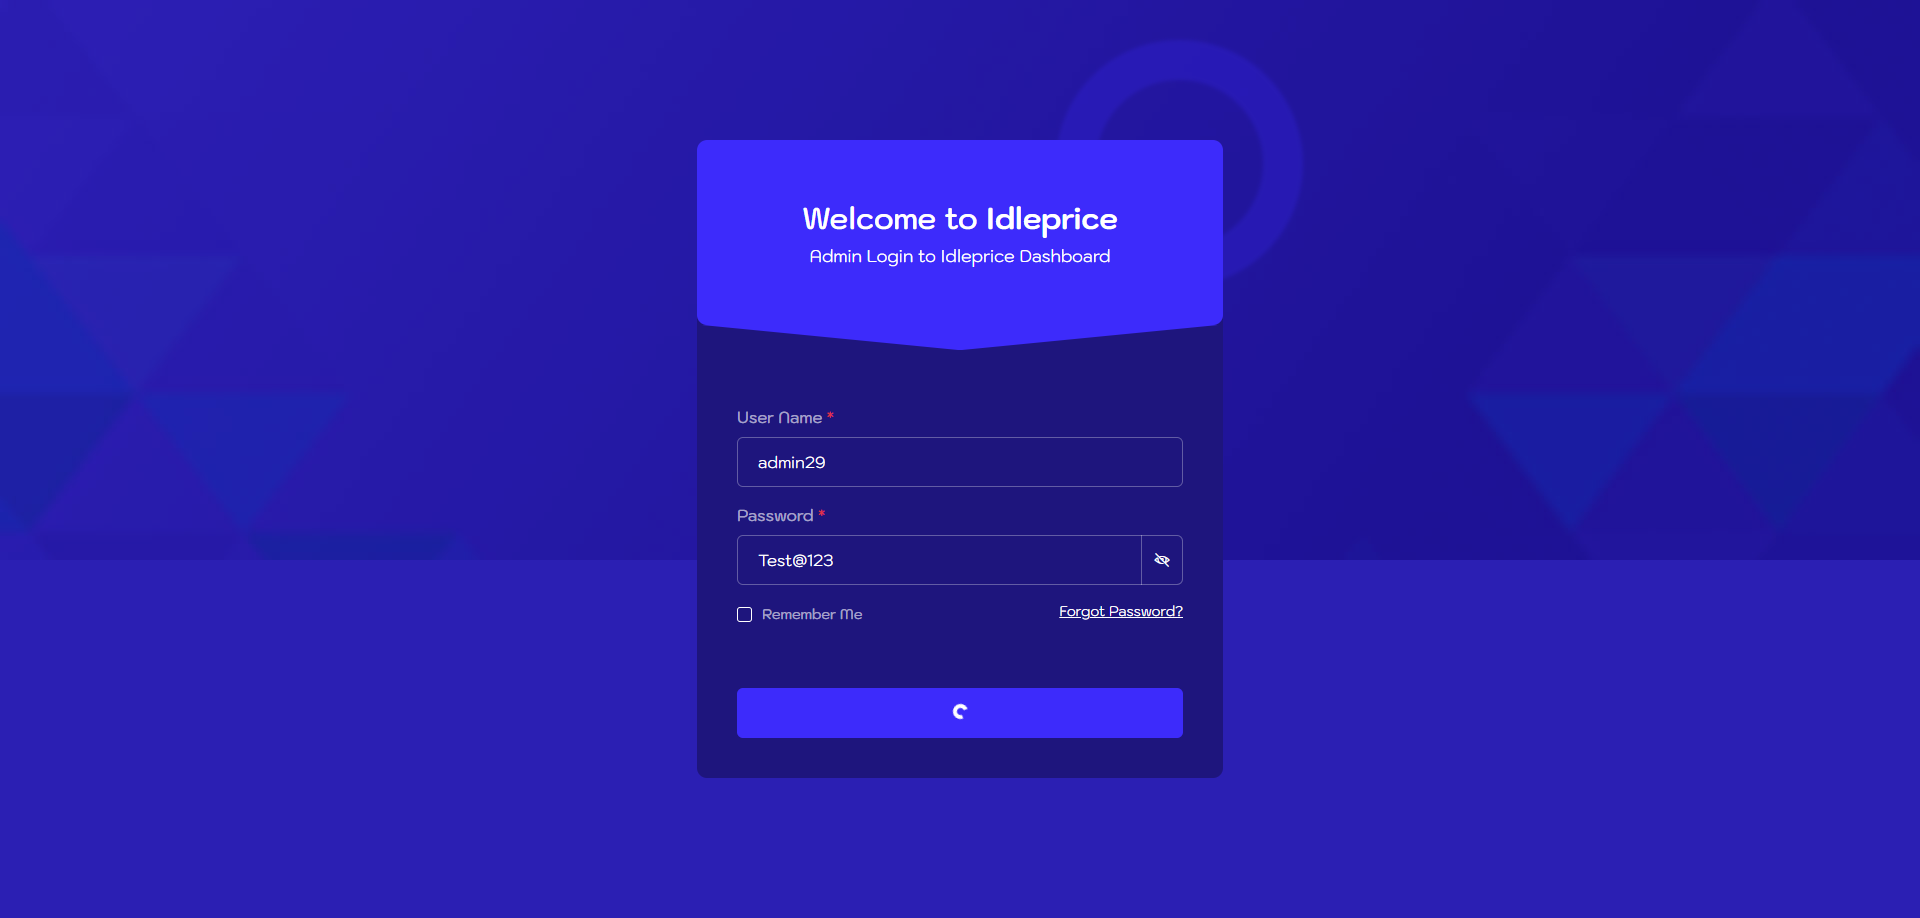 Welcome to Idleprice
Admin Login to Idleprice Dashboard
User Name *
admin29
Password *
Test@123
Remember Me
Forgot Password?